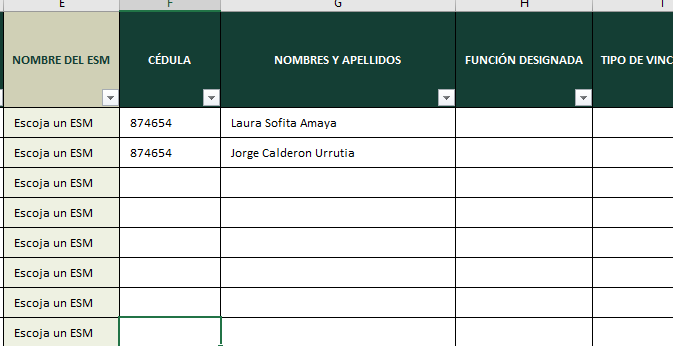 E F G H I
NOMBRE DEL ESM CÉDULA NOMBRES Y APELLIDOS FUNCIÓN DESIGNADA TIPO DE VINC
Escoja un ESM 874654 Laura Sofita Amaya
Escoja un ESM 874654 Jorge Calderon Urrutia
Escoja un ESM
Escoja un ESM
Escoja un ESM
Escoja un ESM
Escoja un ESM
Escoja un ESM